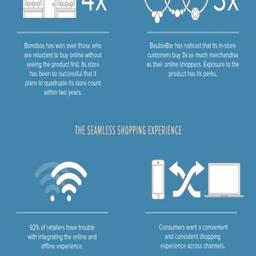 4X
3X
Bonobos has won over those who
are reluctant to buy online without
seeing the product first. Its store
has been so successful that it
plans to quadruple its store count
within two years.
BaubleBar has noticed that its in-store
customers buy 3x as much merchandise
as their online shoppers. Exposure to the
product has its perks.
THE SEAMLESS SHOPPING EXPERIENCE
92% of retailers have trouble
with integrating the online and
offline experience.
Consumers want a convenient
and consistent shopping
experience across channels.